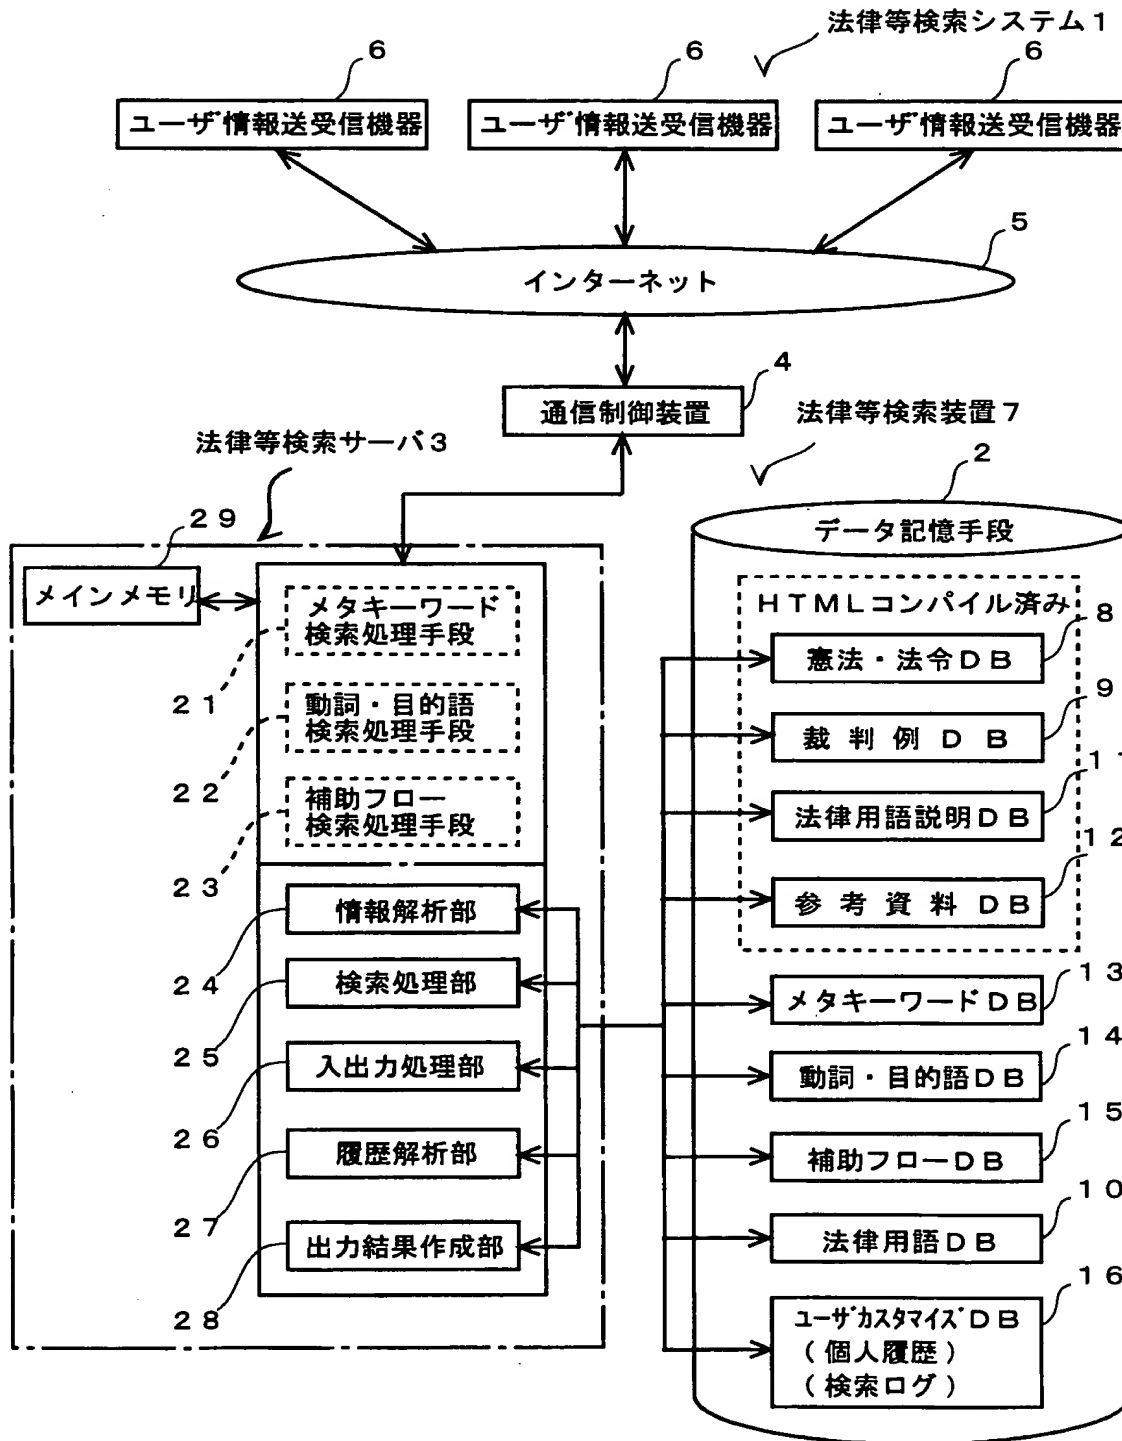 法律等検索システム１
６
６
６
ユーザ情報送受信機器
ユーザ情報送受信機器
ユーザ情報送受信機器
５
インターネット
４
通信制御装置
法律等検索装置７
法律等検索サーバ３
２
データ記憶手段
２９
メインメモリ
メタキーワード
検索処理手段
２１
動詞・目的語
検索処理手段
２２
補助フロー
検索処理手段
２３
情報解析部
２４
検索処理部
２５
入出力処理部
２６
履歴解析部
２７
出力結果作成部
２８
ＨＴＭＬコンパイル済み
８
憲法・法令ＤＢ
９
裁判例ＤＢ
法律用語説明ＤＢ
１２
参考資料ＤＢ
１３
メタキーワードＤＢ
１４
動詞・目的語ＤＢ
１５
補助フローＤＢ
１０
法律用語ＤＢ
１６
ユーザカスタマイズＤＢ
（個人履歴）
（検索ログ）